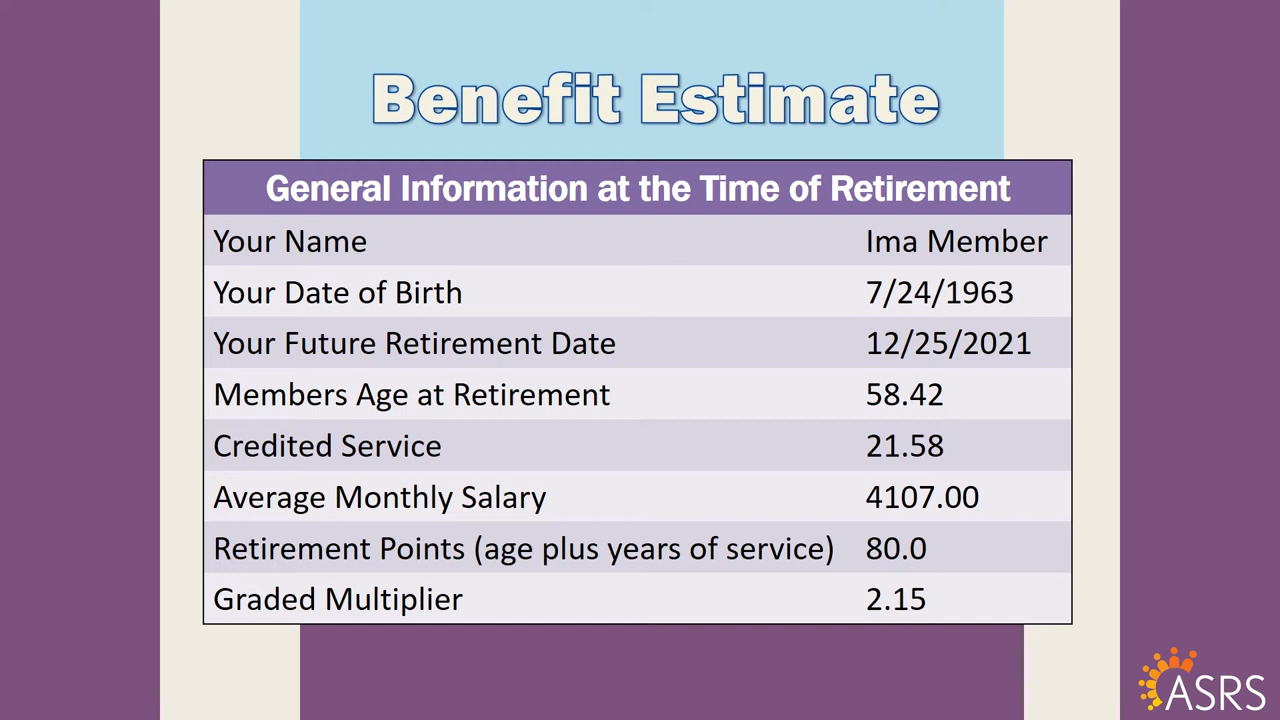 Benefit Estimate
General Information at the Time of Retirement
Your Name Ima Member
Your Date of Birth 7/24/1963
Your Future Retirement Date 12/25/2021
Members Age at Retirement 58.42
Credited Service 21.58
Average Monthly Salary 4107.00
Retirement Points (age plus years of service) 80.0
Graded Multiplier 2.15
ASRS